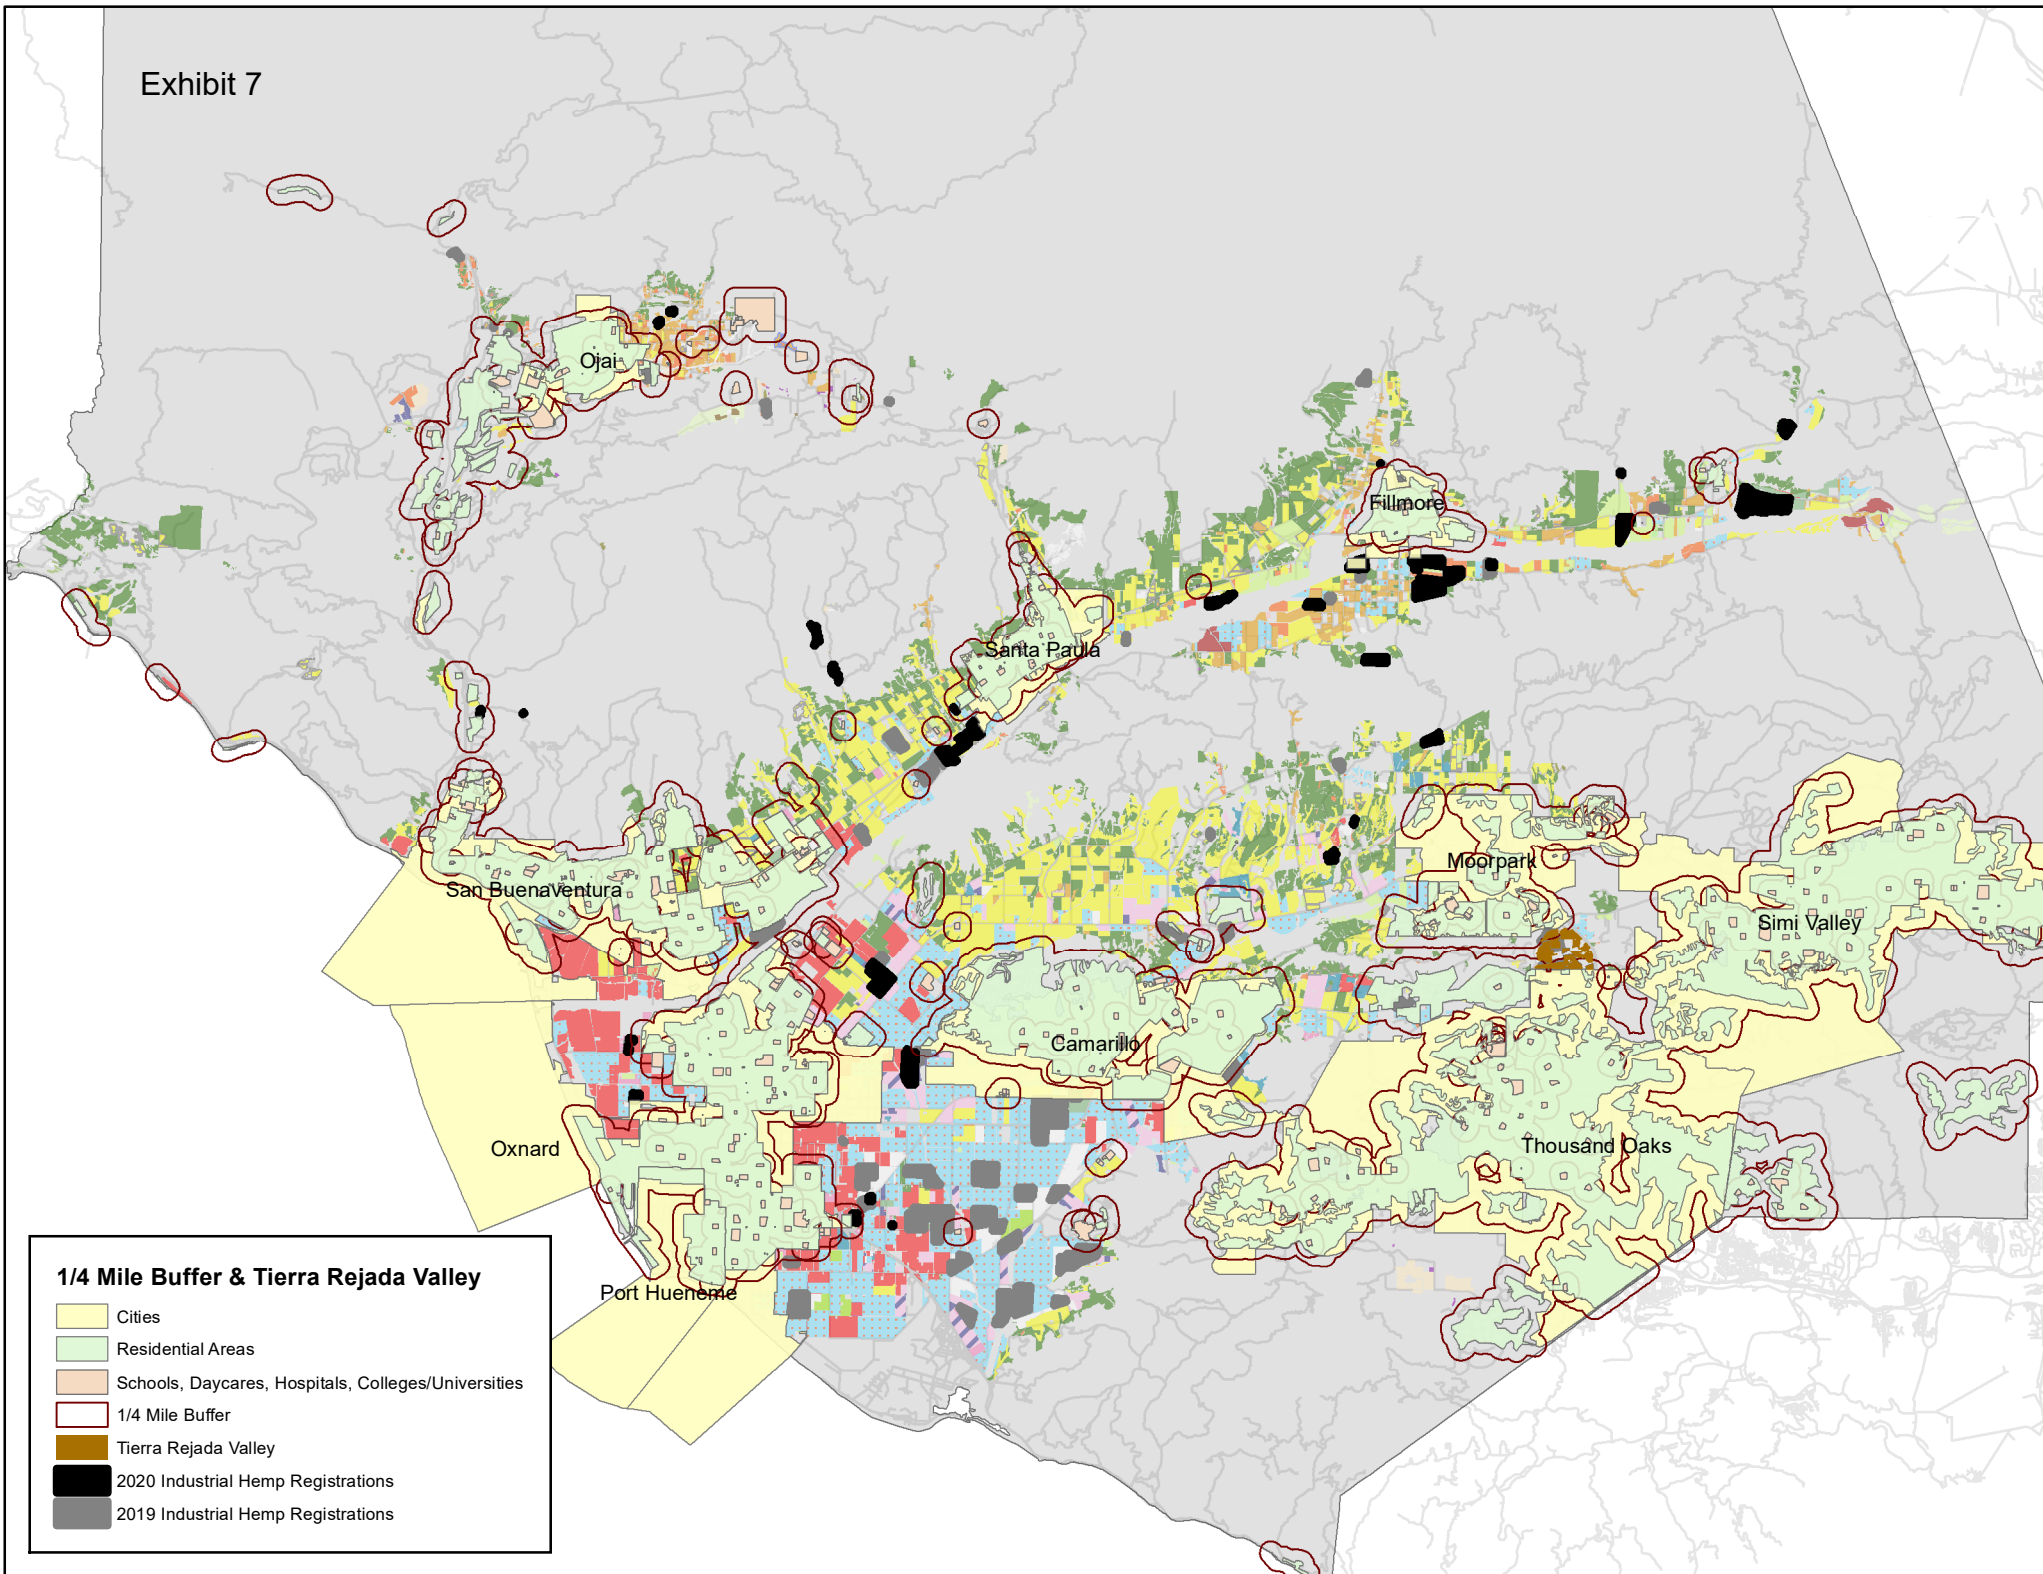 Exhibit 7
Ojai
Fillmore
Santa Paula
Moorpark
San Buenaventura
Simi Valley
Camarillo
Oxnard
Thousand Oaks
Port Hueneme
1/4 Mile Buffer & Tierra Rejada Valley
Cities
Residential Areas
Schools, Daycares, Hospitals, Colleges/Universities
1/4 Mile Buffer
Tierra Rejada Valley
2020 Industrial Hemp Registrations
2019 Industrial Hemp Registrations